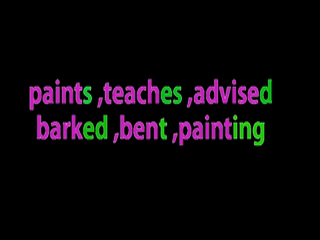 paints ,teaches ,advised
barked ,bent ,painting